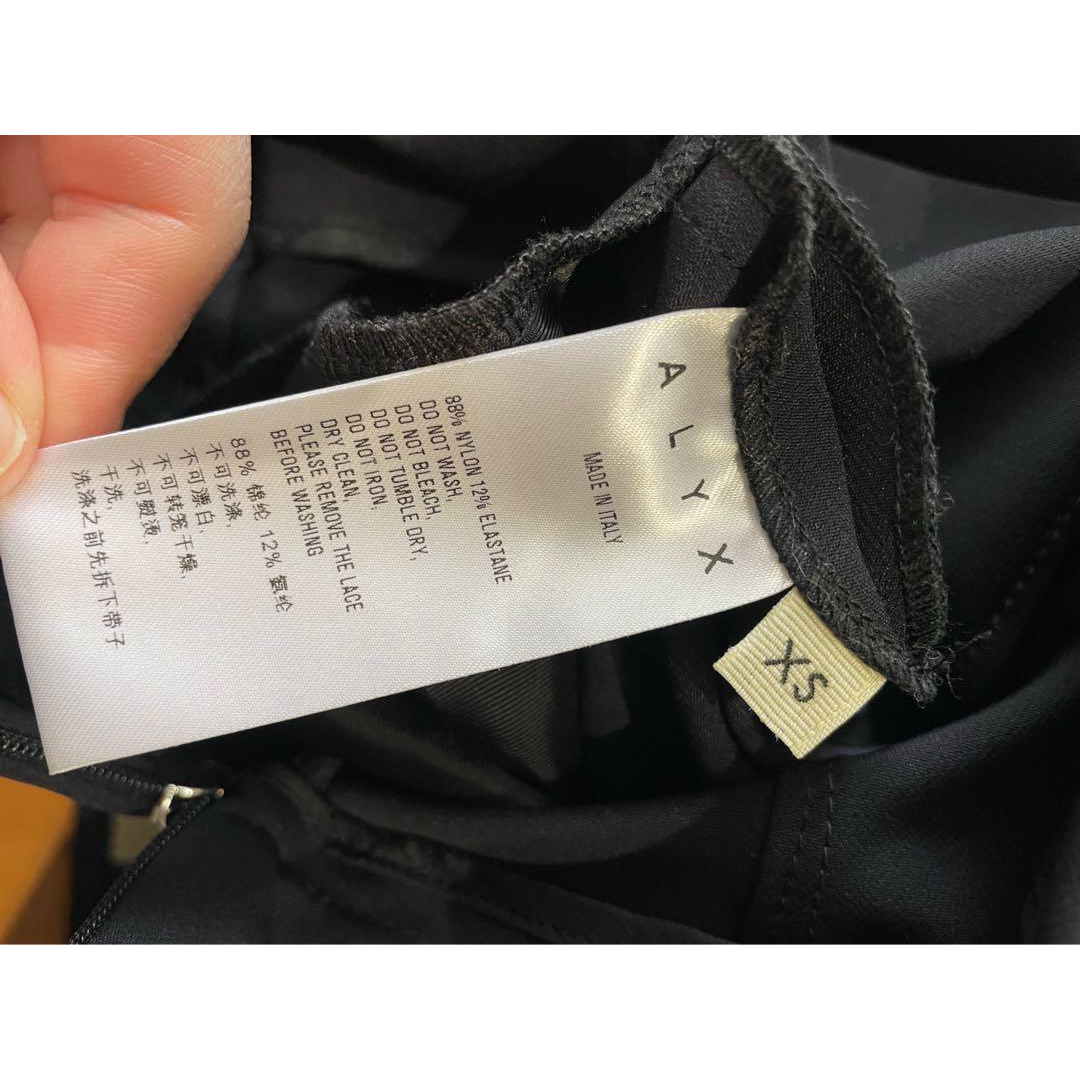 ALYX
MADE IN ITALY
88% NYLON 12% ELASTANE
DO NOT WASH,
DO NOT BLEACH,
DO NOT TUMBLE DRY,
DO NOT IRON,
DRY CLEAN,
PLEASE REMOVE THE LACE
BEFORE WASHING
88% 棉纶 12% 氨纶
不可洗涤,
不可漂白,
不可转笼干燥,
不可熨烫,
干洗,
洗涤之前先拆下带子
XS